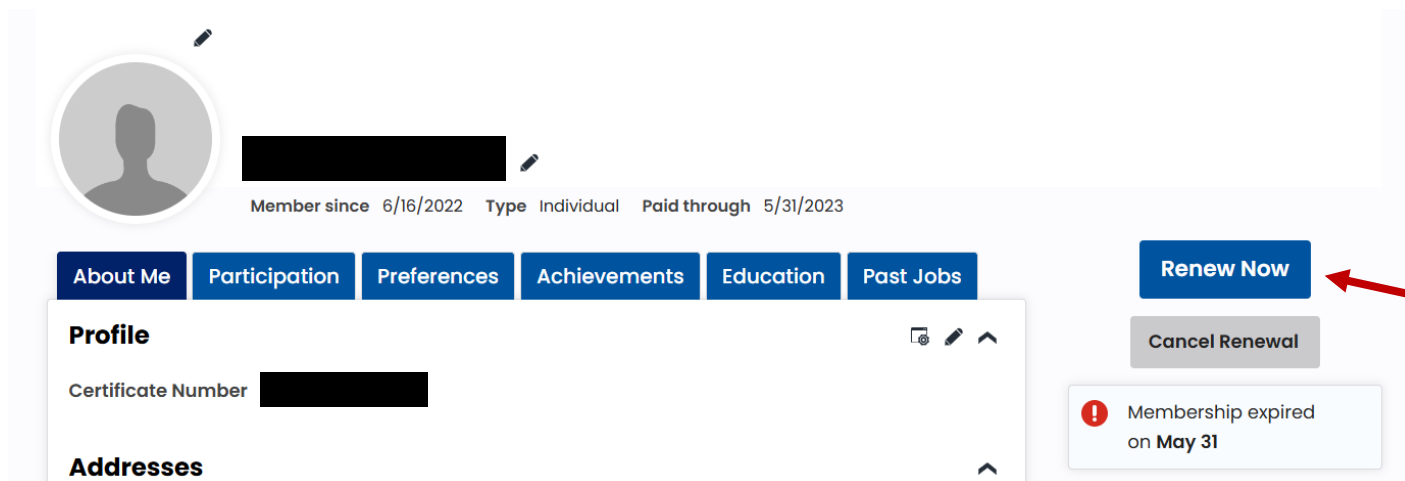 Member since 6/16/2022 Type Individual Paid through 5/31/2023
About Me Participation Preferences Achievements Education Past Jobs
Renew Now
Profile
Cancel Renewal
Certificate Number
Membership expired
on May 31
Addresses